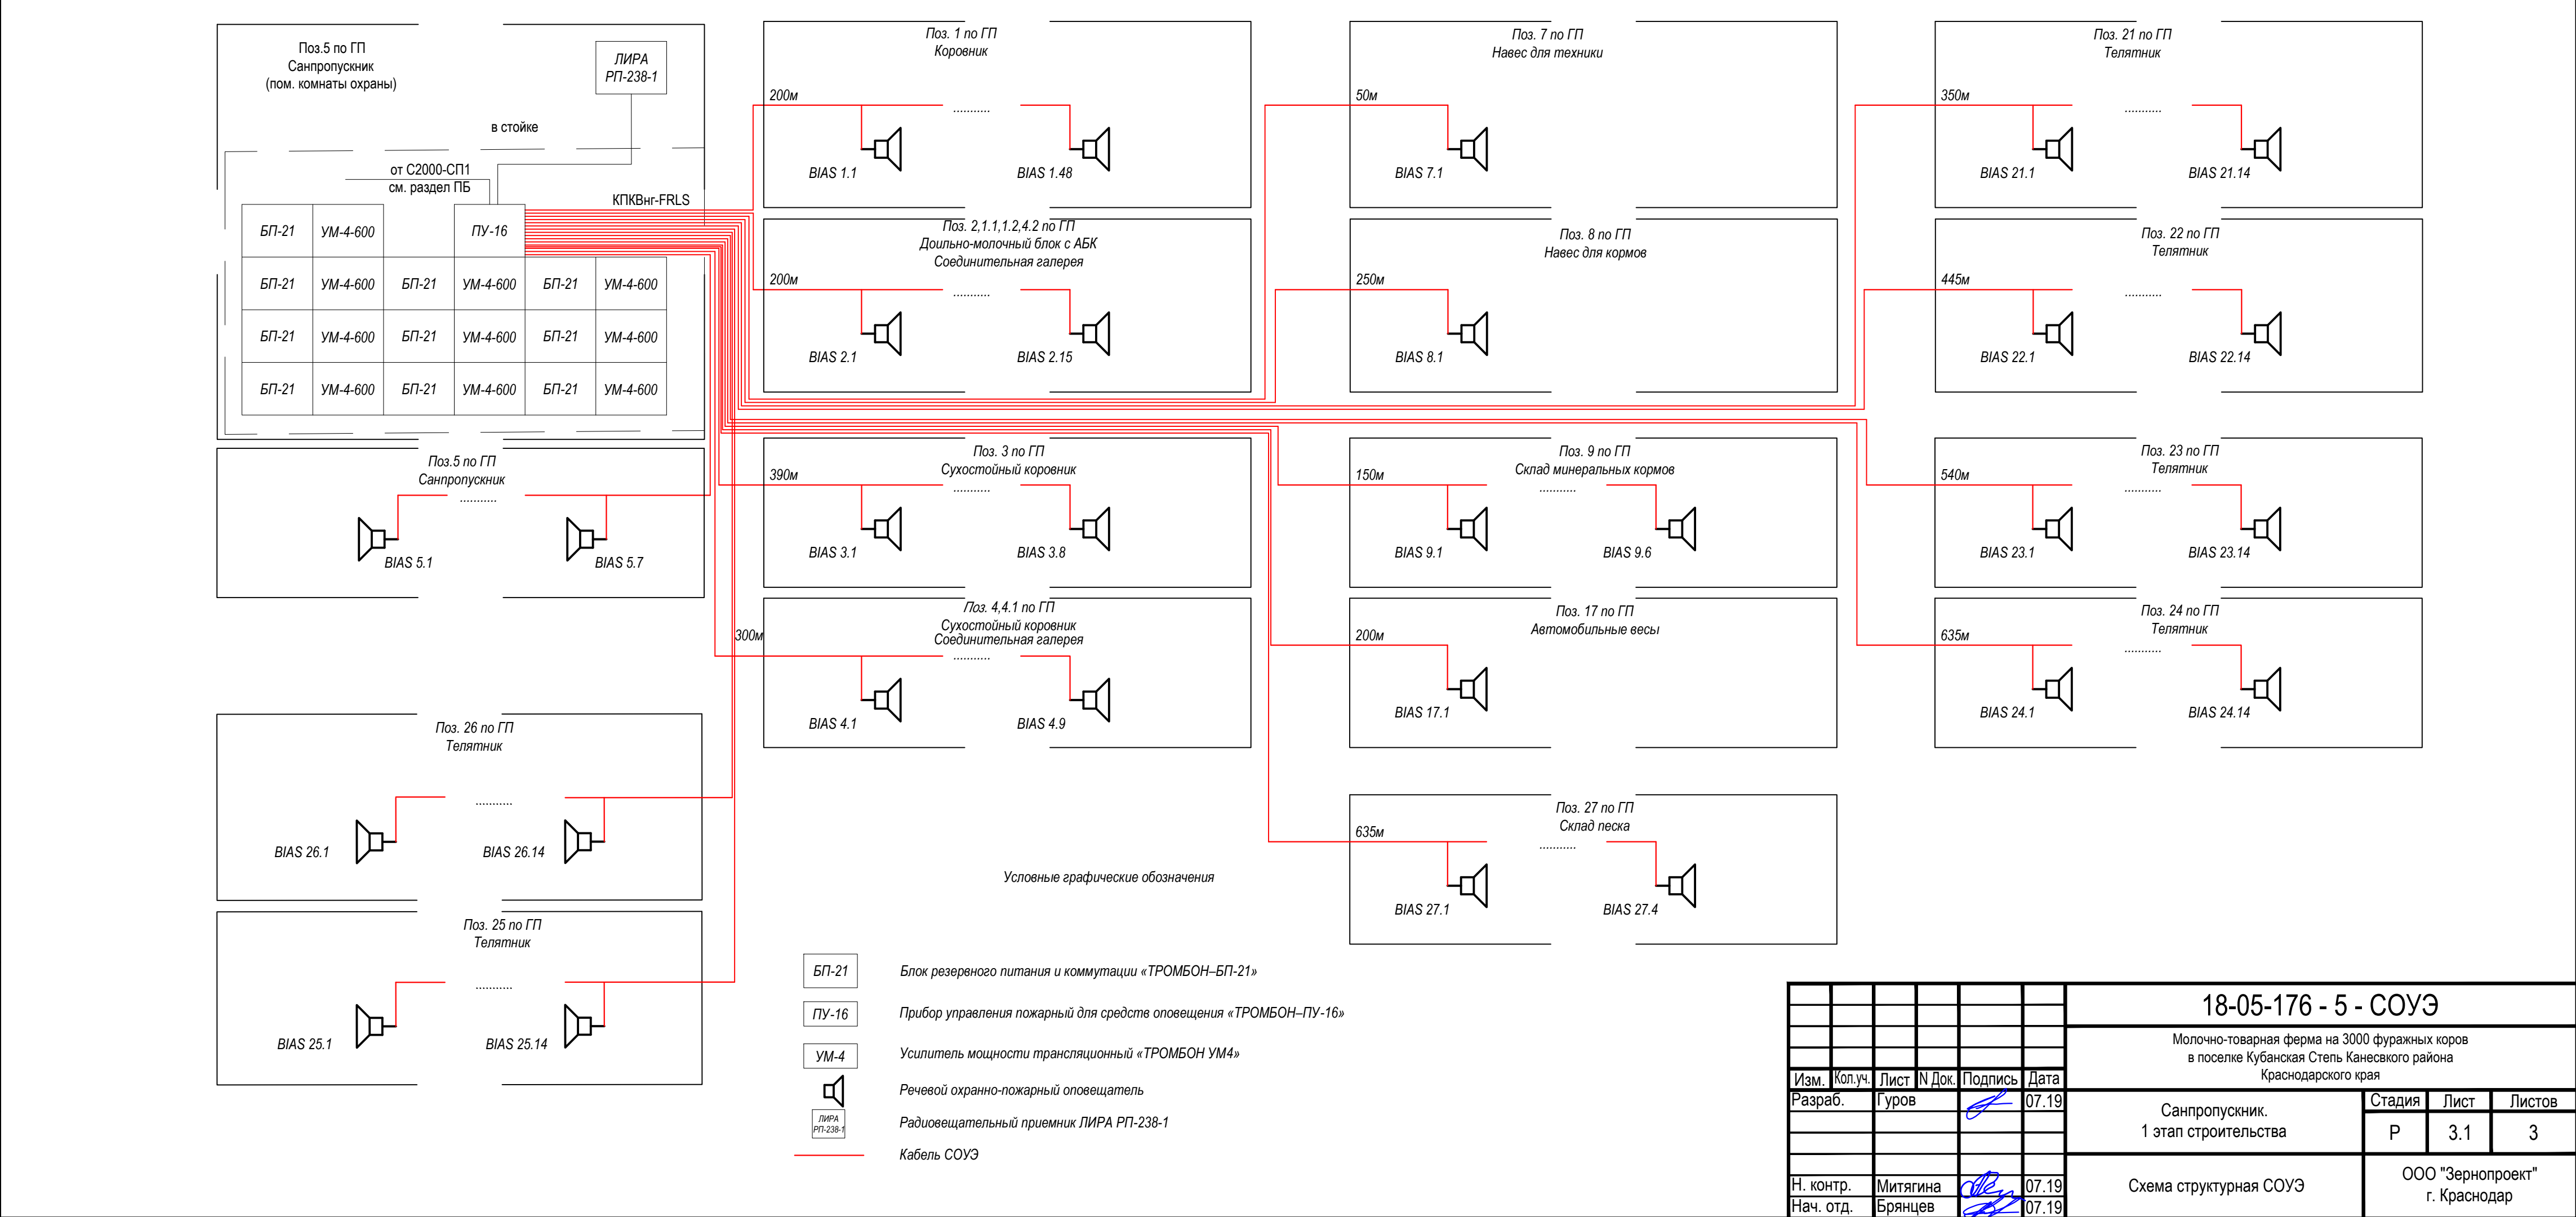 Поз.5 по ГП
Санпропускник
(пом. комнаты охраны)
ЛИРА
РП-238-1
в стойке
от С2000-СП1
см. раздел ПБ
КПКВнг-FRLS
БП-21 УМ-4-600 ПУ-16
БП-21 УМ-4-600 БП-21 УМ-4-600 БП-21 УМ-4-600
БП-21 УМ-4-600 БП-21 УМ-4-600 БП-21 УМ-4-600
БП-21 УМ-4-600 БП-21 УМ-4-600 БП-21 УМ-4-600
Поз.5 по ГП
Санпропускник
...........
BIAS 5.1 BIAS 5.7
Поз. 26 по ГП
Телятник
...........
BIAS 26.1 BIAS 26.14
Поз. 25 по ГП
Телятник
...........
BIAS 25.1 BIAS 25.14
Поз. 1 по ГП
Коровник
200м
...........
BIAS 1.1 BIAS 1.48
Поз. 2,1.1,1.2,4.2 по ГП
Доильно-молочный блок с АБК
Соединительная галерея
200м
...........
BIAS 2.1 BIAS 2.15
Поз. 3 по ГП
Сухостойный коровник
390м
...........
BIAS 3.1 BIAS 3.8
Лоз. 4,4.1 по ГП
Сухостойный коровник
Соединительная галерея
300м
...........
BIAS 4.1 BIAS 4.9
Поз. 7 по ГП
Навес для техники
50м
BIAS 7.1
Поз. 8 по ГП
Навес для кормов
250м
BIAS 8.1
Поз. 9 по ГП
Склад минеральных кормов
150м
...........
BIAS 9.1 BIAS 9.6
Поз. 17 по ГП
Автомобильные весы
200м
BIAS 17.1
Поз. 27 по ГП
Склад песка
635м
...........
BIAS 27.1 BIAS 27.4
Поз. 21 по ГП
Телятник
350м
...........
BIAS 21.1 BIAS 21.14
Поз. 22 по ГП
Телятник
445м
...........
BIAS 22.1 BIAS 22.14
Поз. 23 по ГП
Телятник
540м
...........
BIAS 23.1 BIAS 23.14
Поз. 24 по ГП
Телятник
635м
...........
BIAS 24.1 BIAS 24.14
Условные графические обозначения
БП-21 Блок резервного питания и коммутации «ТРОМБОН–БП-21»
ПУ-16 Прибор управления пожарный для средств оповещения «ТРОМБОН–ПУ-16»
УМ-4 Усилитель мощности трансляционный «ТРОМБОН УМ4»
Речевой охранно-пожарный оповещатель
ЛИРА
РП-238-1
Радиовещательный приемник ЛИРА РП-238-1
Кабель СОУЭ
18-05-176 - 5 - СОУЭ
Молочно-товарная ферма на 3000 фуражных коров
в поселке Кубанская Степь Канесвкого района
Краснодарского края
Изм. Кол.уч. Лист N Док. Подпись Дата
Разраб. Гуров 07.19
Санпропускник.
1 этап строительства
Стадия Лист Листов
Р 3.1 3
Н. контр. Митягина 07.19
Нач. отд. Брянцев 07.19
Схема структурная СОУЭ
ООО "Зернопроект"
г. Краснодар